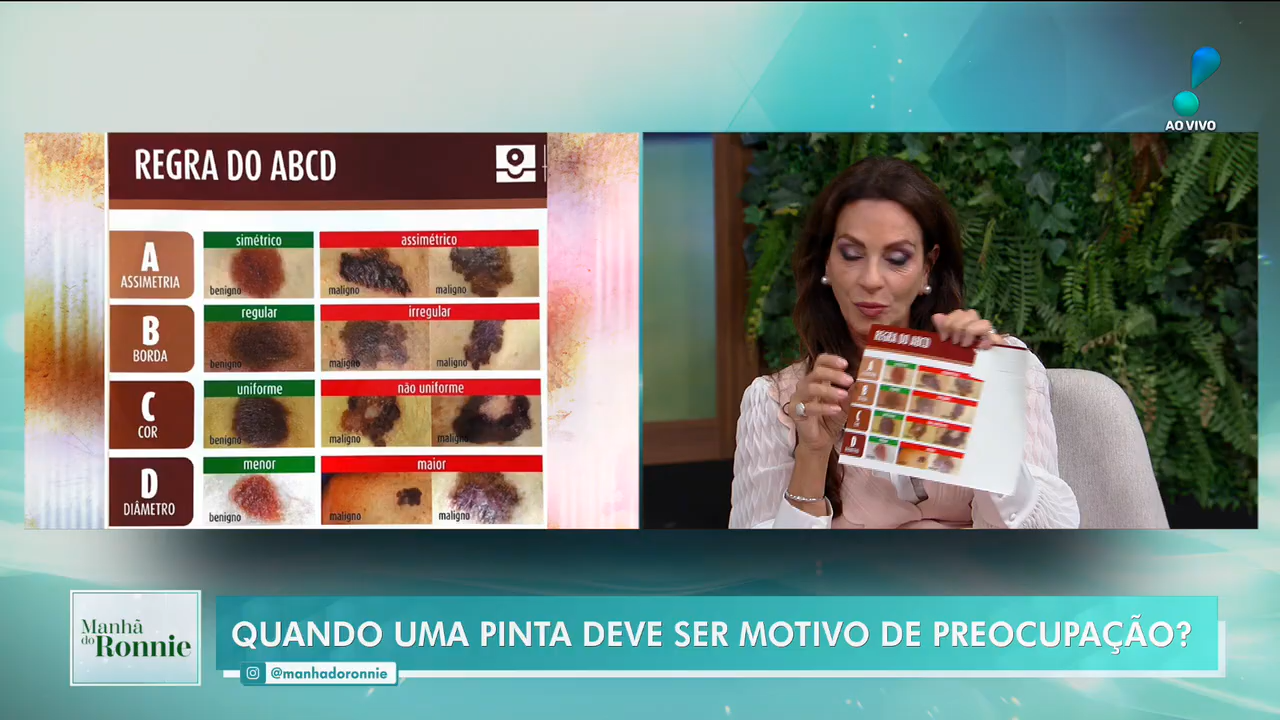 AO VIVO
REGRA DO ABCD
simétrico
assimétrico
A
ASSIMETRIA
benigno
maligno
maligno
regular
irregular
B
BORDA
benigno
maligno
maligno
uniforme
não uniforme
C
COR
benigno
maligno
maligno
menor
maior
D
DIÂMETRO
benigno
maligno
maligno
REGRA DO ABCD
A
B
C
D
Manhã
do Ronnie
QUANDO UMA PINTA DEVE SER MOTIVO DE PREOCUPAÇÃO?
@manhadoronnie